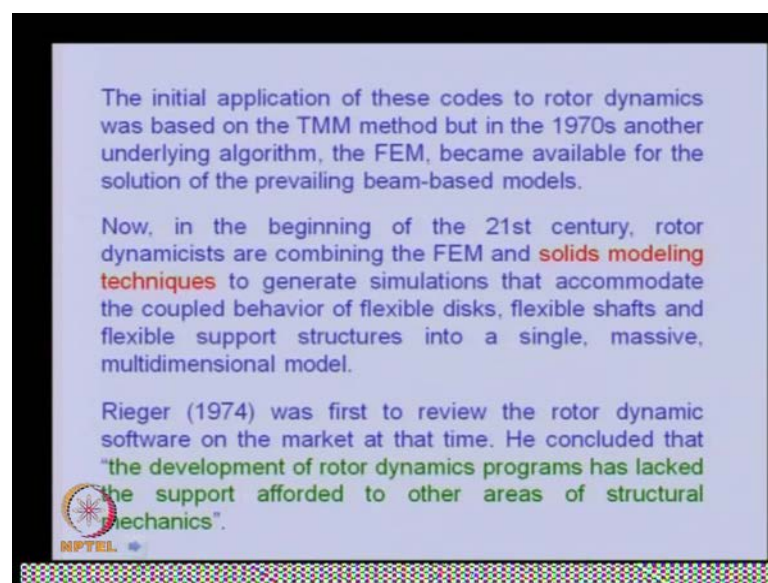 The initial application of these codes to rotor dynamics
was based on the TMM method but in the 1970s another
underlying algorithm, the FEM, became available for the
solution of the prevailing beam-based models.
Now, in the beginning of the 21st century, rotor
dynamicists are combining the FEM and solids modeling
techniques to generate simulations that accommodate
the coupled behavior of flexible disks, flexible shafts and
flexible support structures into a single, massive,
multidimensional model.
Rieger (1974) was first to review the rotor dynamic
software on the market at that time. He concluded that
“the development of rotor dynamics programs has lacked
the support afforded to other areas of structural
mechanics”.
NPTEL